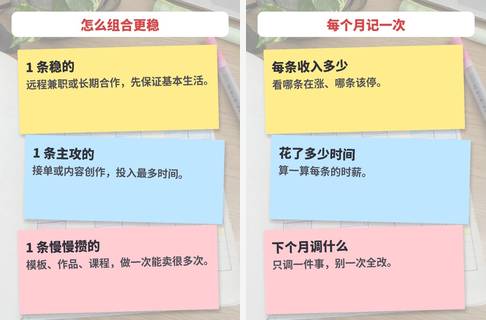 怎么组合更稳
1 条稳的
远程兼职或长期合作，先保证基本生活。
1 条主攻的
接单或内容创作，投入最多时间。
1 条慢慢攒的
模板、作品、课程，做一次能卖很多次。
每个月记一次
每条收入多少
看哪条在涨、哪条该停。
花了多少时间
算一算每条的时薪。
下个月调什么
只调一件事，别一次全改。